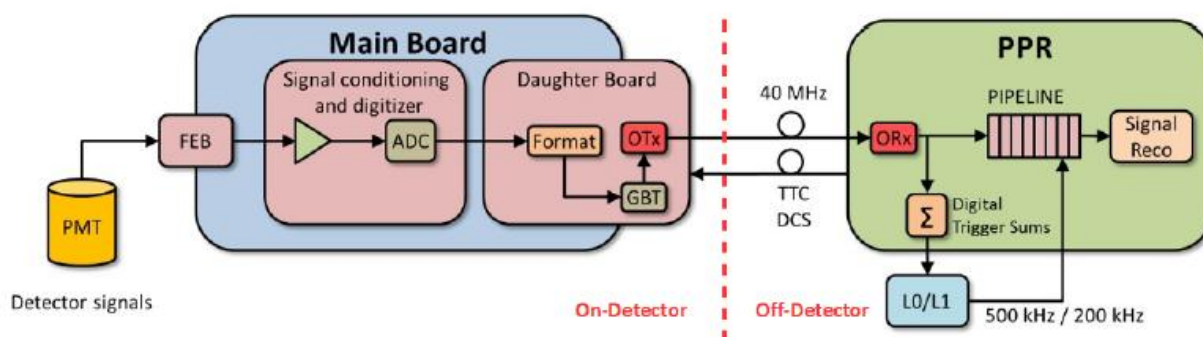 Main Board
Signal conditioning
and digitizer
Daughter Board
PPR
FEB
ADC
Format
OTx
GBT
PMT
Detector signals
On-Detector
40 MHz
TTC
DCS
Off-Detector
ORx
PIPELINE
Signal
Reco
Σ
Digital
Trigger Sums
L0/L1
500 kHz / 200 kHz